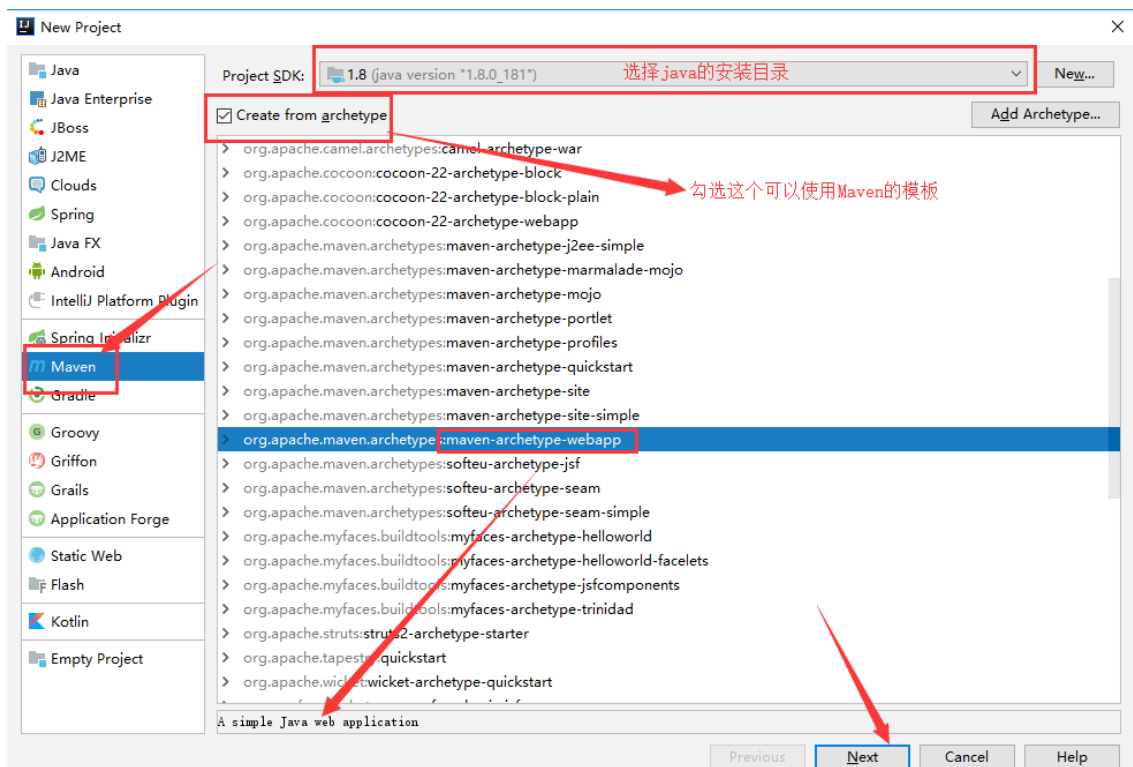 New Project
Java
Java Enterprise
JBoss
J2ME
Clouds
Spring
Java FX
Android
IntelliJ Platform Plugin
Spring Initializr
Maven
Gradle
Groovy
Griffon
Grails
Application Forge
Static Web
Flash
Kotlin
Empty Project
Project SDK: 1.8 (java version "1.8.0_181") 选择java的安装目录 New...
Create from archetype Add Archetype...
勾选这个可以使用Maven的模板
org.apache.camel.archetypes:camel-archetype-war
org.apache.cocoon:cocoon-22-archetype-block
org.apache.cocoon:cocoon-22-archetype-block-plain
org.apache.cocoon:cocoon-22-archetype-webapp
org.apache.maven.archetypes:maven-archetype-j2ee-simple
org.apache.maven.archetypes:maven-archetype-marmalade-mojo
org.apache.maven.archetypes:maven-archetype-mojo
org.apache.maven.archetypes:maven-archetype-portlet
org.apache.maven.archetypes:maven-archetype-profiles
org.apache.maven.archetypes:maven-archetype-quickstart
org.apache.maven.archetypes:maven-archetype-site
org.apache.maven.archetypes:maven-archetype-site-simple
org.apache.maven.archetypes:maven-archetype-webapp
org.apache.maven.archetypes:softeu-archetype-jsf
org.apache.maven.archetypes:softeu-archetype-seam
org.apache.maven.archetypes:softeu-archetype-seam-simple
org.apache.myfaces.buildtools:myfaces-archetype-helloworld
org.apache.myfaces.buildtools:myfaces-archetype-helloworld-facelets
org.apache.myfaces.buildtools:myfaces-archetype-jsfcomponents
org.apache.myfaces.buildtools:myfaces-archetype-trinidad
org.apache.struts:struts2-archetype-starter
org.apache.tapestry:quickstart
org.apache.wicket:wicket-archetype-quickstart
A simple Java web application
Previous Next Cancel Help